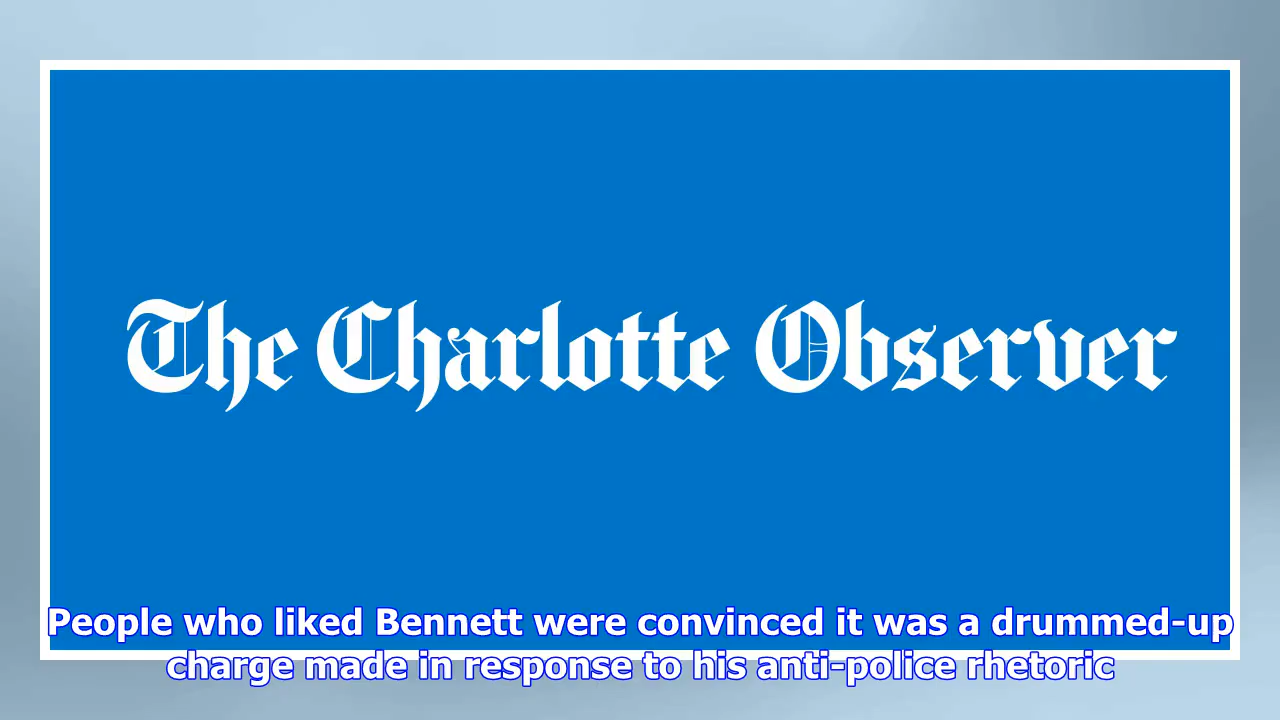 The Charlotte Observer
People who liked Bennett were convinced it was a drummed-up
charge made in response to his anti-police rhetoric